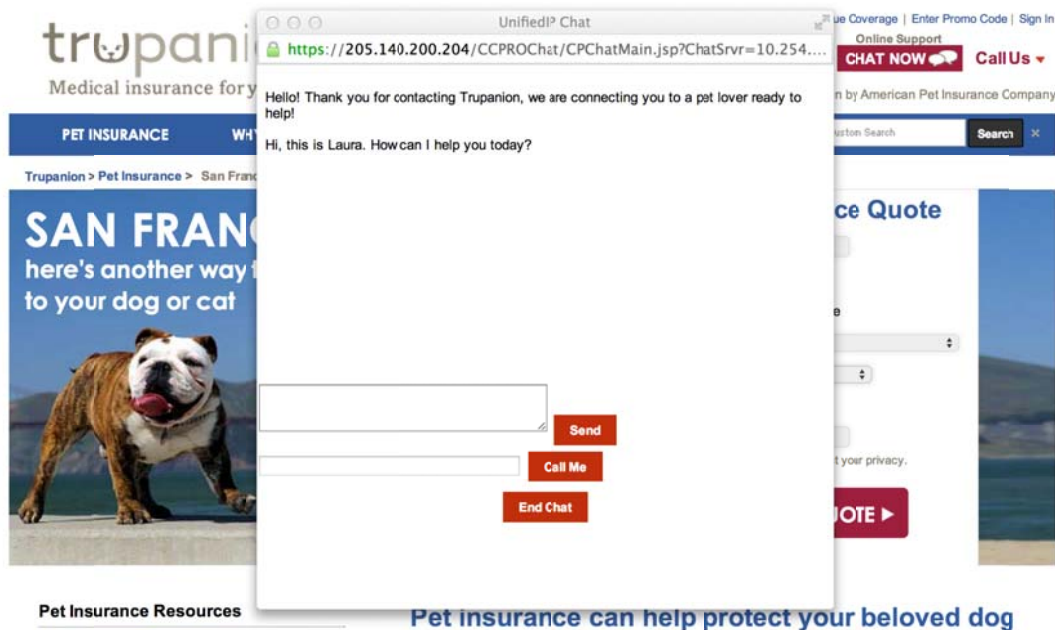 UnifiedIP Chat
https://205.140.200.204/CCPROChat/CPChatMain.jsp?ChatSrvr=10.254....
Hello! Thank you for contacting Trupanion, we are connecting you to a pet lover ready to
help!
Hi, this is Laura. How can I help you today?
Send
Call Me
End Chat
trupani
Medical insurance for y
ue Coverage | Enter Promo Code | Sign In
Online Support
CHAT NOW
Call Us
n by American Pet Insurance Company
PET INSURANCE
WHY
Search
Search
Trupanion > Pet Insurance > San Franc
SAN FRANC
here's another way t
to your dog or cat
ce Quote
e
t your privacy.
UOTE
Pet Insurance Resources
Pet insurance can help protect your beloved dog